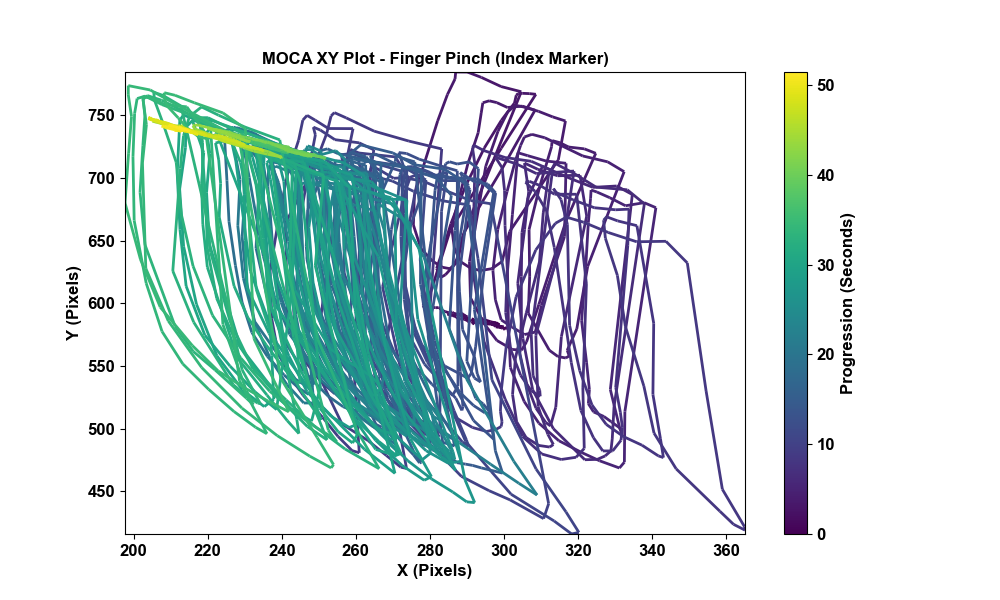 MOCA XY Plot - Finger Pinch (Index Marker)
750
700
650
600
550
500
450
Y (Pixels)
200 220 240 260 280 300 320 340 360
X (Pixels)
50
40
30
20
10
0
Progression (Seconds)